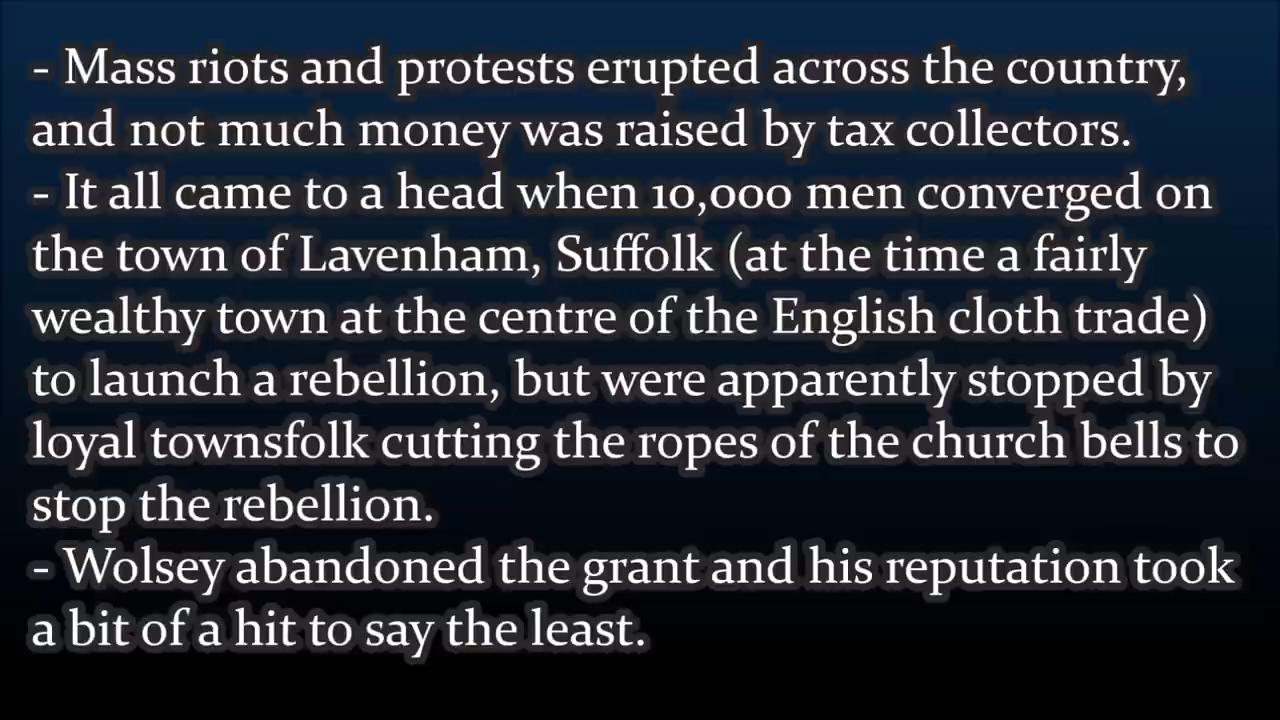 - Mass riots and protests erupted across the country,
and not much money was raised by tax collectors.
- It all came to a head when 10,000 men converged on
the town of Lavenham, Suffolk (at the time a fairly
wealthy town at the centre of the English cloth trade)
to launch a rebellion, but were apparently stopped by
loyal townsfolk cutting the ropes of the church bells to
stop the rebellion.
- Wolsey abandoned the grant and his reputation took
a bit of a hit to say the least.